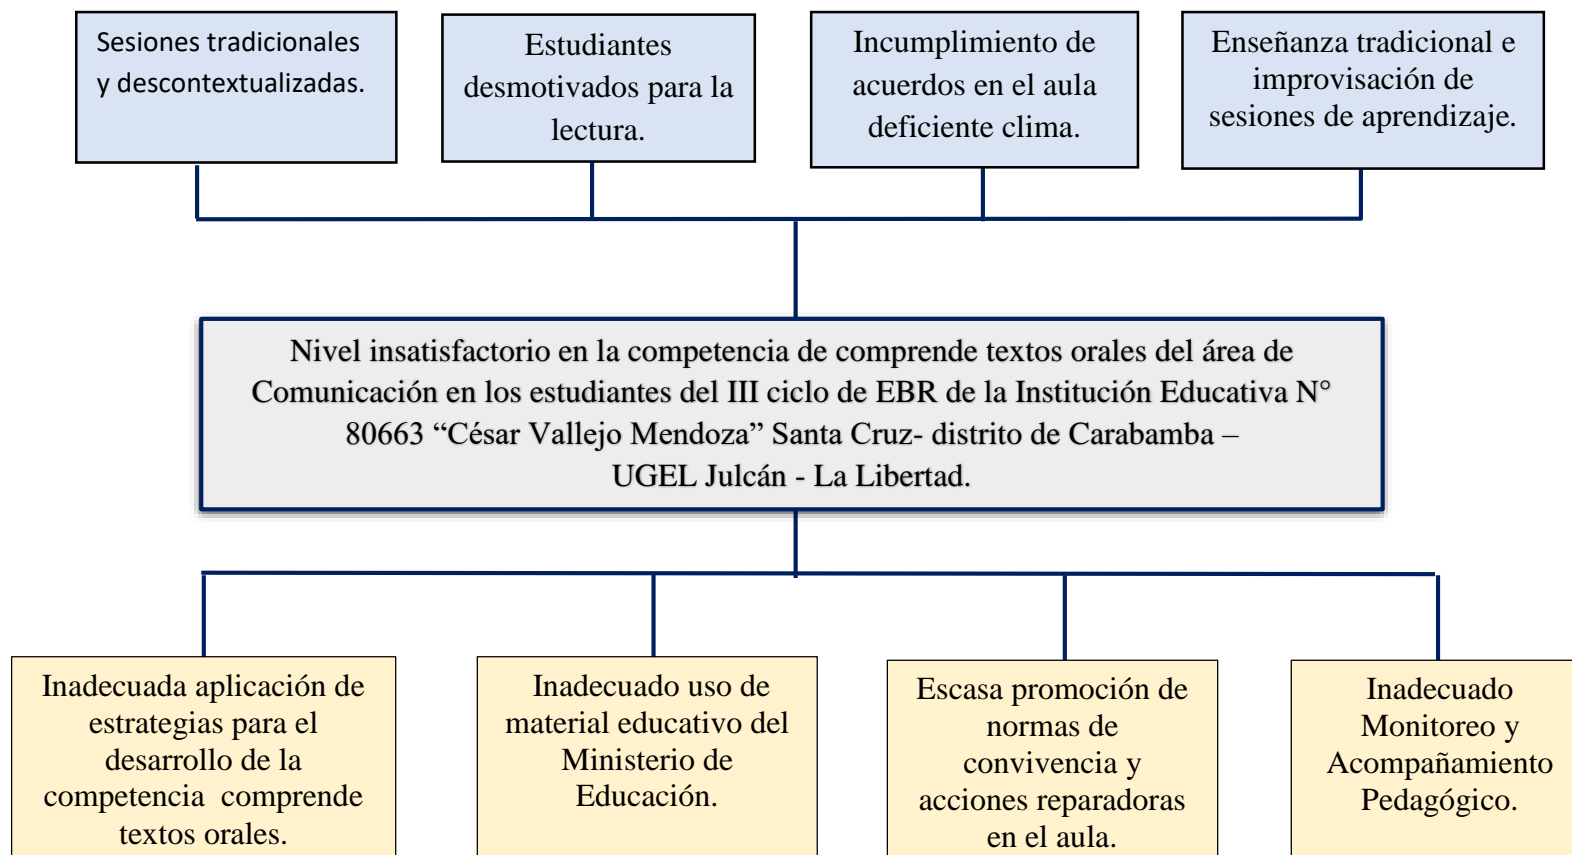 Sesiones tradicionales
y descontextualizadas.
Estudiantes
desmotivados para la
lectura.
Incumplimiento de
acuerdos en el aula
deficiente clima.
Enseñanza tradicional e
improvisación de
sesiones de aprendizaje.
Nivel insatisfactorio en la competencia de comprende textos orales del área de
Comunicación en los estudiantes del III ciclo de EBR de la Institución Educativa N°
80663 “César Vallejo Mendoza” Santa Cruz- distrito de Carabamba –
UGEL Julcán - La Libertad.
Inadecuada aplicación de
estrategias para el
desarrollo de la
competencia  comprende
textos orales.
Inadecuado uso de
material educativo del
Ministerio de
Educación.
Escasa promoción de
normas de
convivencia y
acciones reparadoras
en el aula.
Inadecuado
Monitoreo y
Acompañamiento
Pedagógico.